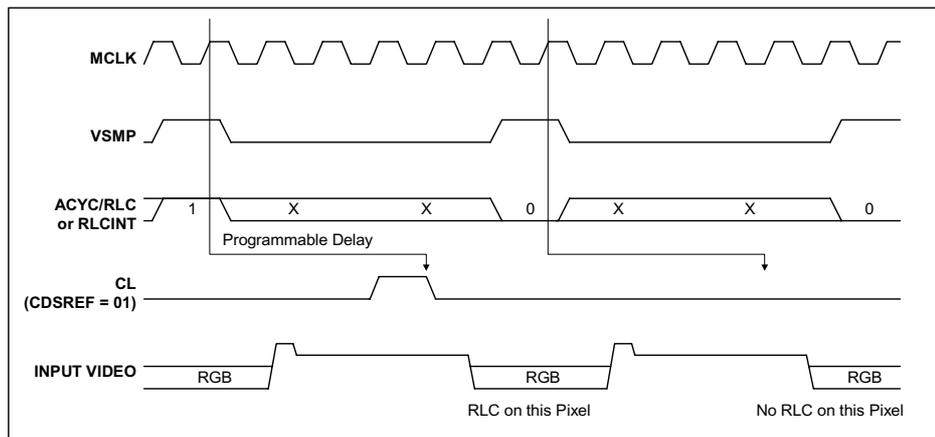 MCLK
VSMP
ACYC/RLC
or RLCINT
1 X X 0 X X 0
Programmable Delay
CL
(CDSREF = 01)
INPUT VIDEO
RGB RGB RGB
RLC on this Pixel No RLC on this Pixel